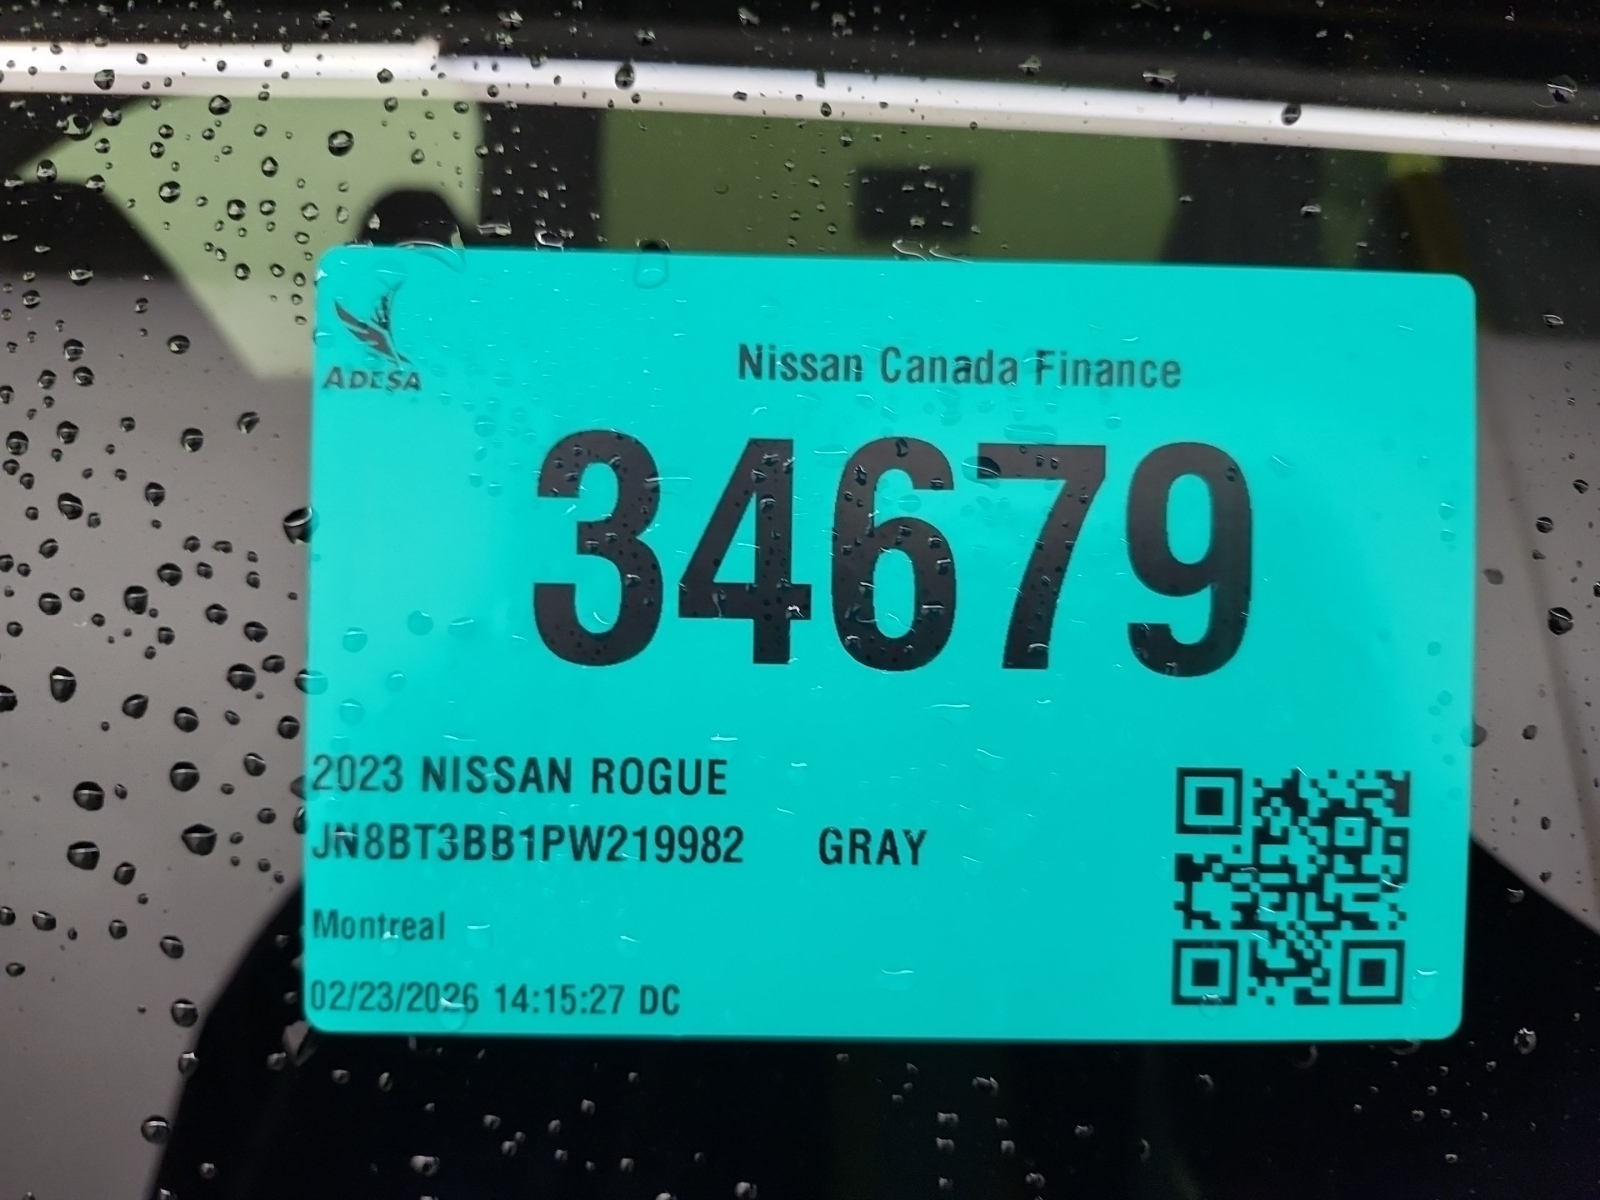 ADESA
Nissan Canada Finance
34679
2023 NISSAN ROGUE
JN8BT3BB1PW219982 GRAY
Montreal
02/23/2026 14:15:27 DC